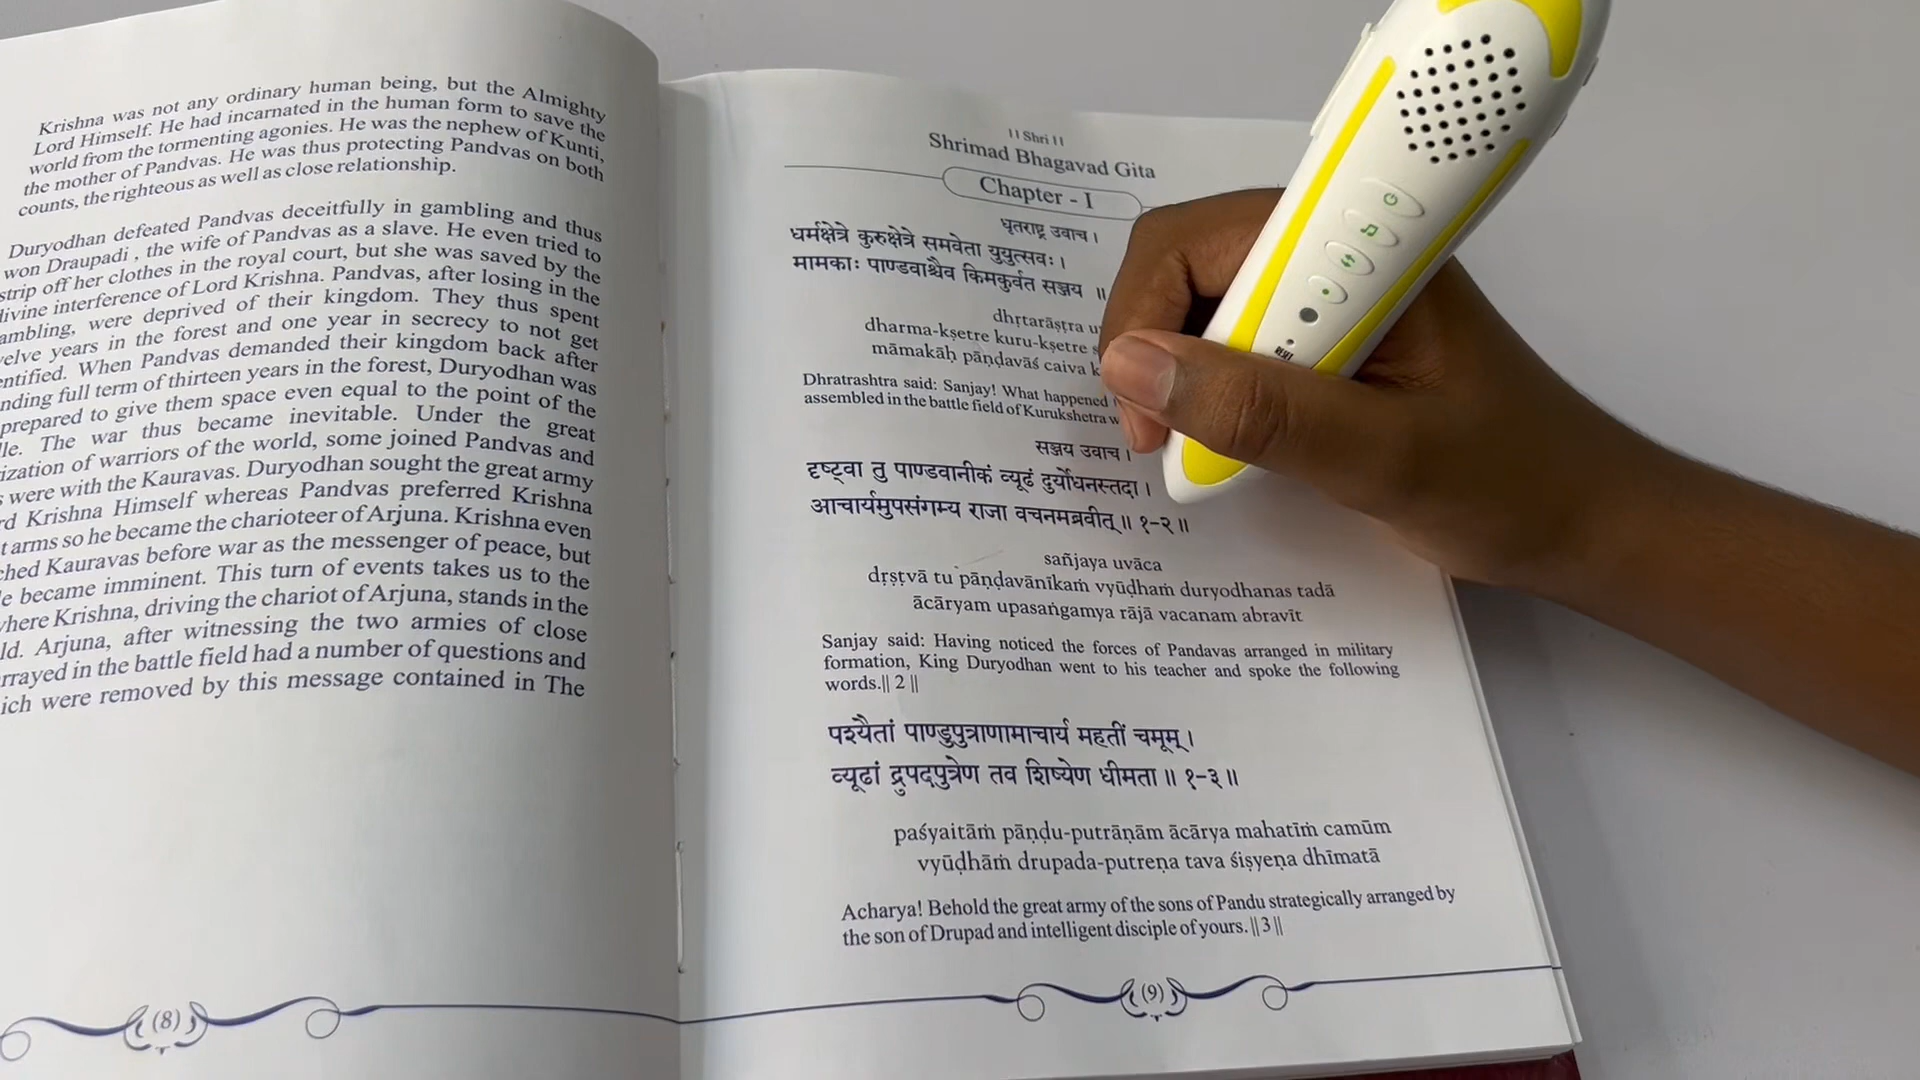 Krishna was not any ordinary human being, but the Almighty
Lord Himself. He had incarnated in the human form to save the
world from the tormenting agonies. He was the nephew of Kunti,
the mother of Pandvas. He was thus protecting Pandvas on both
counts, the righteous as well as close relationship.
Duryodhan defeated Pandvas deceitfully in gambling and thus
won Draupadi , the wife of Pandvas as a slave. He even tried to
strip off her clothes in the royal court, but she was saved by the
divine interference of Lord Krishna. Pandvas, after losing in the
ambling, were deprived of their kingdom. They thus spent
elve years in the forest and one year in secrecy to not get
entified. When Pandvas demanded their kingdom back after
nding full term of thirteen years in the forest, Duryodhan was
prepared to give them space even equal to the point of the
lle. The war thus became inevitable. Under the great
ization of warriors of the world, some joined Pandvas and
s were with the Kauravas. Duryodhan sought the great army
rd Krishna Himself whereas Pandvas preferred Krishna
t arms so he became the charioteer of Arjuna. Krishna even
ched Kauravas before war as the messenger of peace, but
e became imminent. This turn of events takes us to the
where Krishna, driving the chariot of Arjuna, stands in the
ld. Arjuna, after witnessing the two armies of close
rrayed in the battle field had a number of questions and
ich were removed by this message contained in The
(8)
।। Shri ।।
Shrimad Bhagavad Gita
Chapter - I
धृतराष्ट्र उवाच।
धर्मक्षेत्रे कुरुक्षेत्रे समवेता युयुत्सवः।
मामकाः पाण्डवाश्चैव किमकुर्वत सञ्जय ॥
dhṛtarāṣṭra u
dharma-kṣetre kuru-kṣetre s
māmakāḥ pāṇḍavāś caiva k
Dhratrashtra said: Sanjay! What happened
assembled in the battle field of Kurukshetra w
सञ्जय उवाच।
दृष्ट्वा तु पाण्डवानीकं व्यूढं दुर्योधनस्तदा।
आचार्यमुपसंगम्य राजा वचनमब्रवीत्॥ १-२॥
sañjaya uvāca
dṛṣṭvā tu pāṇḍavānīkaṁ vyūḍhaṁ duryodhanas tadā
ācāryam upasaṅgamya rājā vacanam abravīt
Sanjay said: Having noticed the forces of Pandavas arranged in military
formation, King Duryodhan went to his teacher and spoke the following
words.|| 2 ||
पश्यैतां पाण्डुपुत्राणामाचार्य महतीं चमूम्।
व्यूढां द्रुपदपुत्रेण तव शिष्येण धीमता॥ १-३॥
paśyaitāṁ pāṇḍu-putrāṇām ācārya mahatīṁ camūm
vyūḍhāṁ drupada-putreṇa tava śiṣyeṇa dhīmatā
Acharya! Behold the great army of the sons of Pandu strategically arranged by
the son of Drupad and intelligent disciple of yours. || 3 ||
(9)
RESET